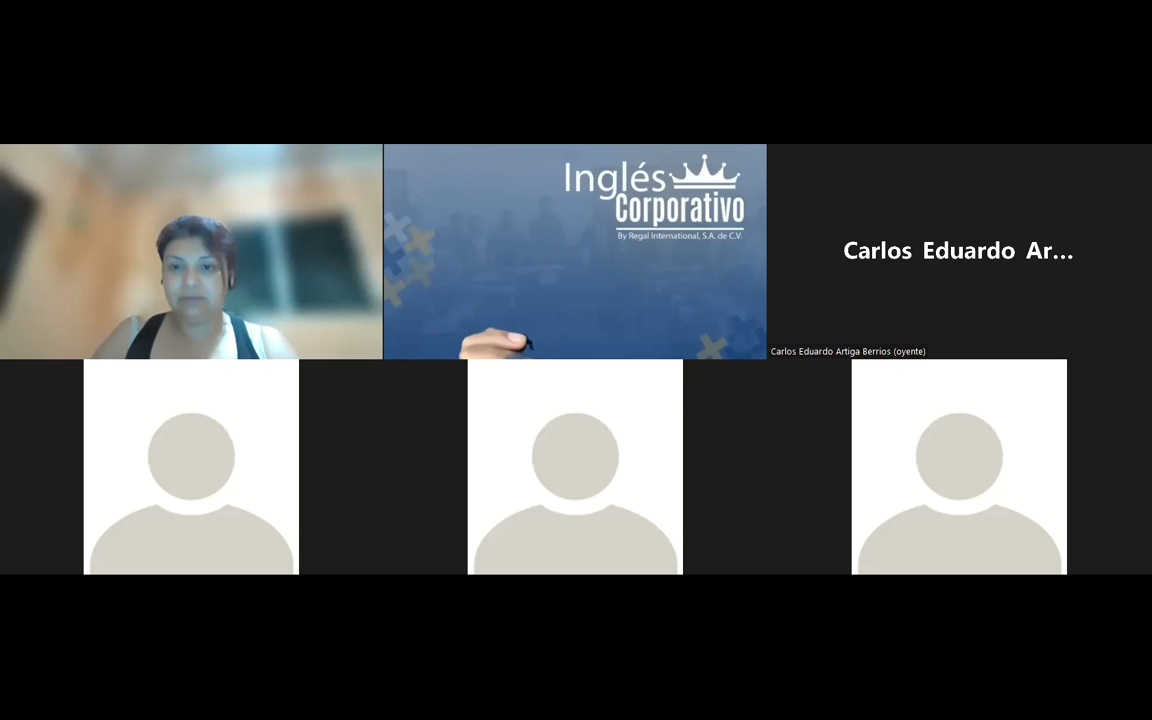 Inglés
Corporativo
By Regal International, S.A. de C.V.
Carlos Eduardo Ar...
Carlos Eduardo Artiga Berrios (oyente)